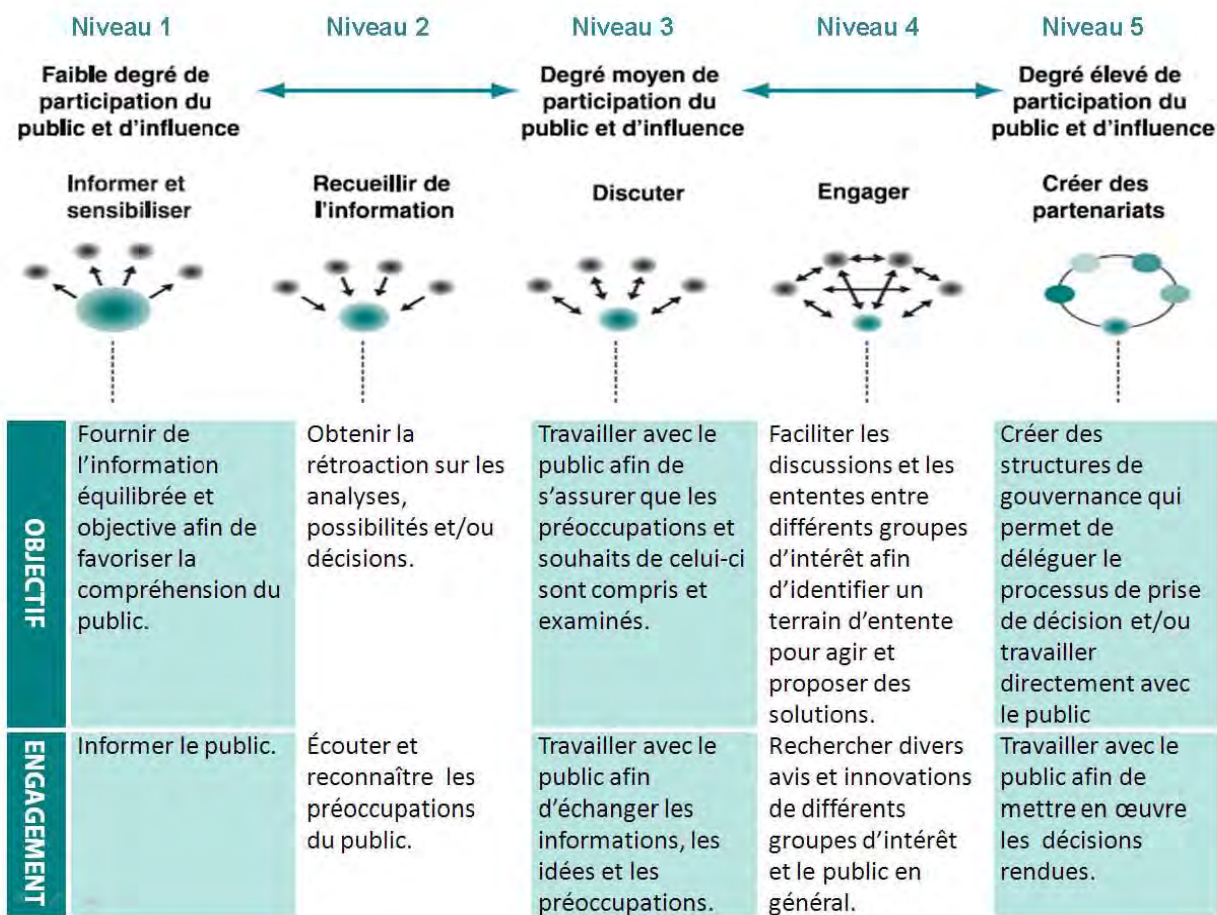 Niveau 1
Niveau 2
Niveau 3
Niveau 4
Niveau 5
Faible degré de
participation du
public et d'influence
Degré moyen de
participation du
public et d'influence
Degré élevé de
participation du
public et d'influence
Informer et
sensibiliser
Recueillir de
l'information
Discuter
Engager
Créer des
partenariats
OBJECTIF
Fournir de
l'information
équilibrée et
objective afin de
favoriser la
compréhension du
public.
Obtenir la
rétroaction sur les
analyses,
possibilités et/ou
décisions.
Travailler avec le
public afin de
s'assurer que les
préoccupations et
souhaits de celui-ci
sont compris et
examinés.
Faciliter les
discussions et les
ententes entre
différents groupes
d'intérêt afin
d'identifier un
terrain d'entente
pour agir et
proposer des
solutions.
Créer des
structures de
gouvernance qui
permet de
déléguer le
processus de prise
de décision et/ou
travailler
directement avec
le public
ENGAGEMENT
Informer le public.
Écouter et
reconnaître les
préoccupations
du public.
Travailler avec le
public afin
d'échanger les
informations, les
idées et les
préoccupations.
Rechercher divers
avis et innovations
de différents
groupes d'intérêt
et le public en
général.
Travailler avec le
public afin de
mettre en œuvre
les décisions
rendues.